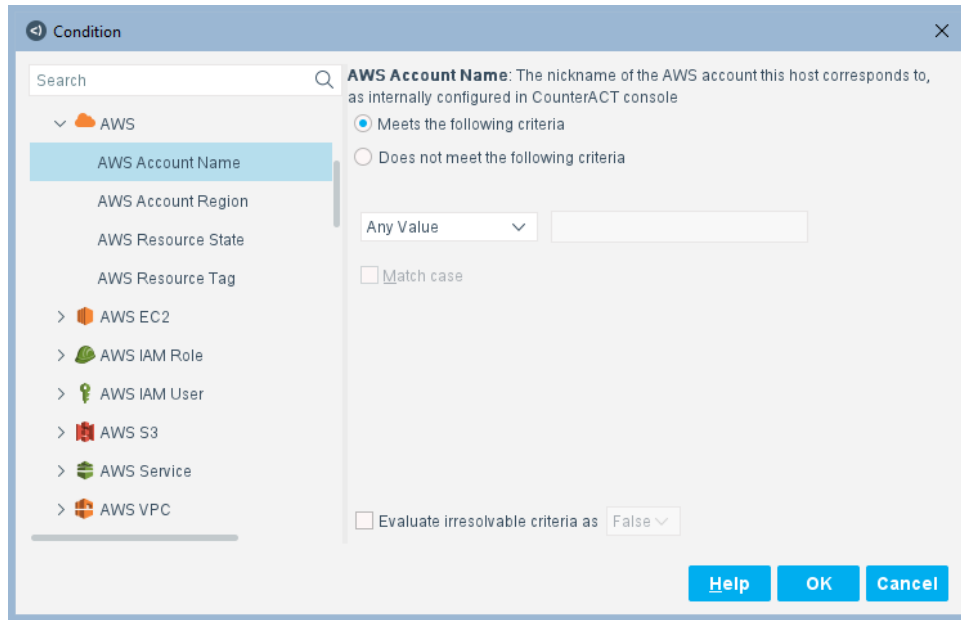 Condition
Search
AWS
AWS Account Name
AWS Account Region
AWS Resource State
AWS Resource Tag
AWS EC2
AWS IAM Role
AWS IAM User
AWS S3
AWS Service
AWS VPC
AWS Account Name: The nickname of the AWS account this host corresponds to,
as internally configured in CounterACT console
Meets the following criteria
Does not meet the following criteria
Any Value
Match case
Evaluate irresolvable criteria as False
Help OK Cancel